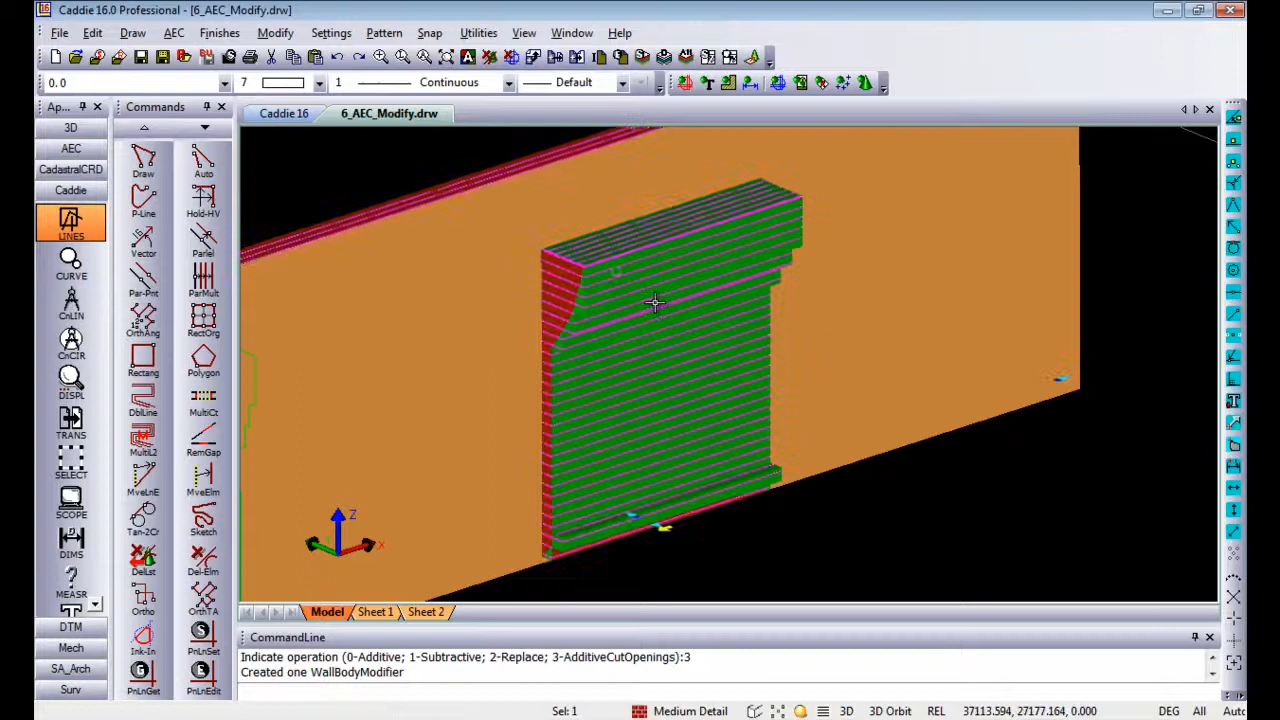 Caddie 16.0 Professional - [6_AEC_Modify.drw]
File Edit Draw AEC Finishes Modify Settings Pattern Snap Utilities View Window Help
0.0 7 1 Continuous Default
Ap... Commands Caddie 16 6_AEC_Modify.drw
3D
AEC
CadastralCRD
Caddie
LINES
CURVE
CnLIN
CnCIR
DISPL
TRANS
SELECT
SCOPE
DIMS
MEASR
DTM
Mech
SA_Arch
Surv
Draw Auto
P-Line Hold-HV
Vector Parlel
Par-Pnt ParMult
OrthAng RectOrg
Rectang Polygon
DblLine MultiCt
MultiL2 RemGap
MveLnE MveElm
Tan-2Cr Sketch
DelLst Del-Elm
Ortho OrthTA
Ink-In PnLnSet
PnLnGet PnLnEdit
Z
X
Model Sheet 1 Sheet 2
CommandLine
Indicate operation (0-Additive; 1-Subtractive; 2-Replace; 3-AdditiveCutOpenings):3
Created one WallBodyModifier
Sel: 1 Medium Detail 3D 3D Orbit REL 37113.594, 27177.164, 0.000 DEG All Auto